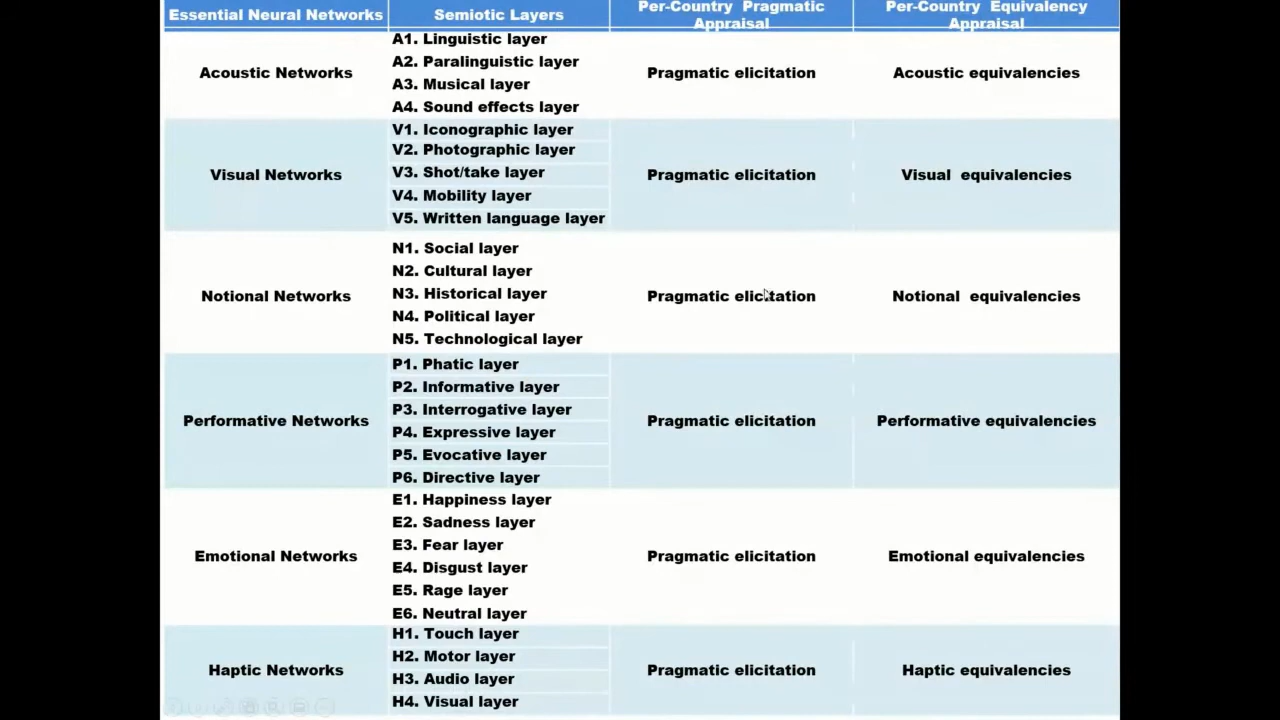 Essential Neural Networks
Semiotic Layers
Per-Country Pragmatic
Appraisal
Per-Country Equivalency
Appraisal
Acoustic Networks
A1. Linguistic layer
A2. Paralinguistic layer
A3. Musical layer
A4. Sound effects layer
Pragmatic elicitation
Acoustic equivalencies
Visual Networks
V1. Iconographic layer
V2. Photographic layer
V3. Shot/take layer
V4. Mobility layer
V5. Written language layer
Pragmatic elicitation
Visual equivalencies
Notional Networks
N1. Social layer
N2. Cultural layer
N3. Historical layer
N4. Political layer
N5. Technological layer
Pragmatic elicitation
Notional equivalencies
Performative Networks
P1. Phatic layer
P2. Informative layer
P3. Interrogative layer
P4. Expressive layer
P5. Evocative layer
P6. Directive layer
Pragmatic elicitation
Performative equivalencies
Emotional Networks
E1. Happiness layer
E2. Sadness layer
E3. Fear layer
E4. Disgust layer
E5. Rage layer
E6. Neutral layer
Pragmatic elicitation
Emotional equivalencies
Haptic Networks
H1. Touch layer
H2. Motor layer
H3. Audio layer
H4. Visual layer
Pragmatic elicitation
Haptic equivalencies